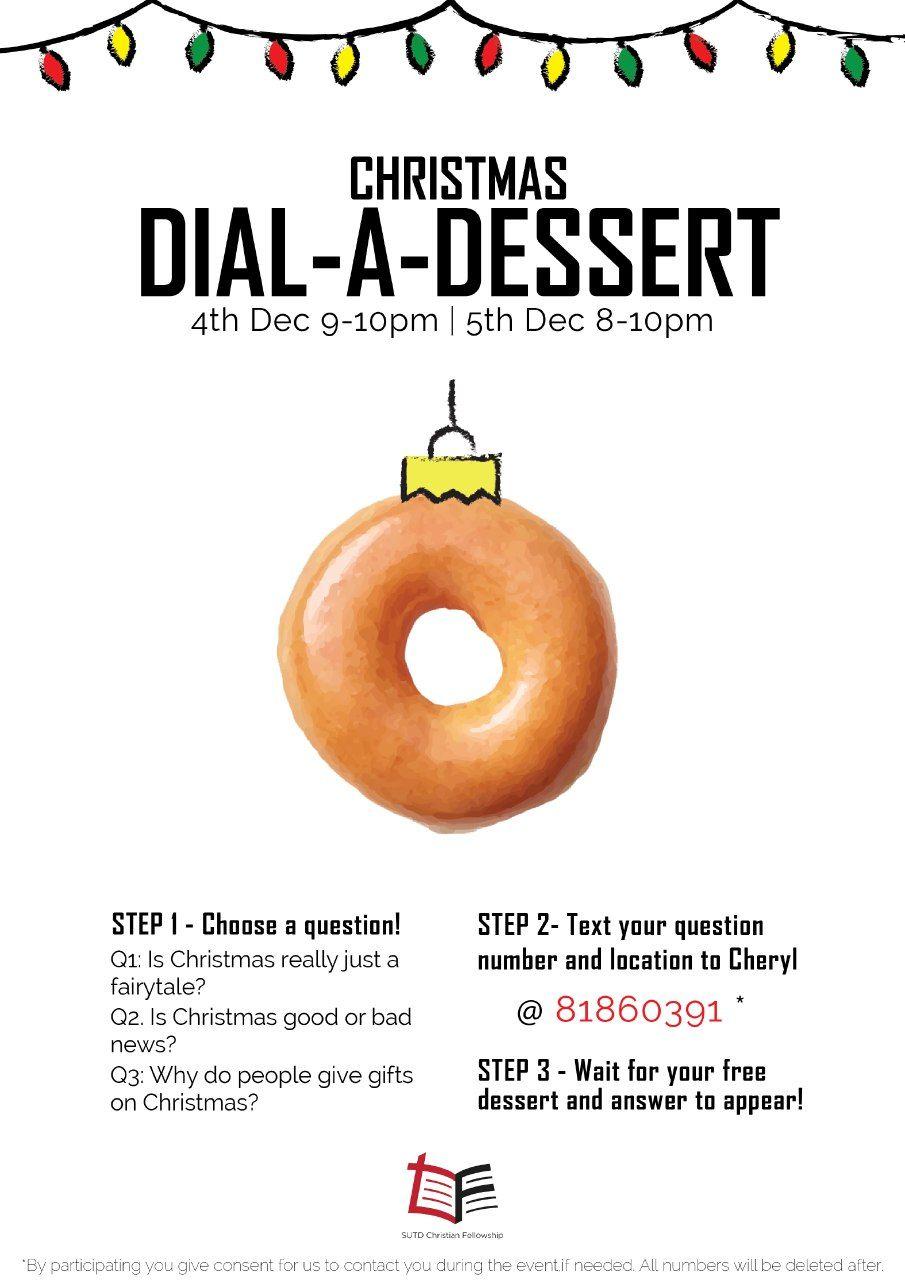 CHRISTMAS
DIAL-A-DESSERT
4th Dec 9-10pm | 5th Dec 8-10pm
STEP 1 - Choose a question!
Q1: Is Christmas really just a
fairytale?
Q2. Is Christmas good or bad
news?
Q3: Why do people give gifts
on Christmas?
STEP 2- Text your question
number and location to Cheryl
@ 81860391 *
STEP 3 - Wait for your free
dessert and answer to appear!
SUTD Christian Fellowship
*By participating you give consent for us to contact you during the event if needed. All numbers will be deleted after.